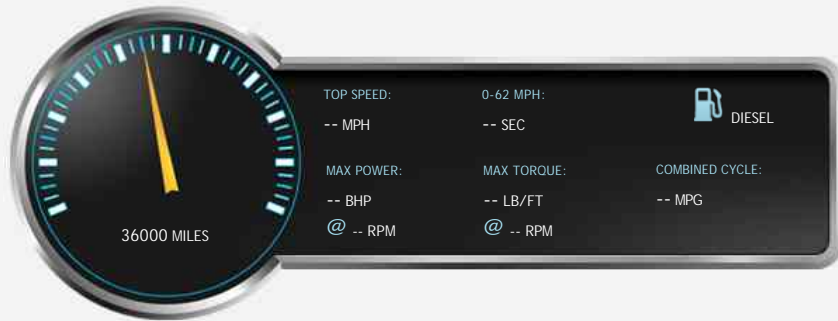 TOP SPEED:
-- MPH
0-62 MPH:
-- SEC
DIESEL
MAX POWER:
-- BHP
@ -- RPM
MAX TORQUE:
-- LB/FT
@ -- RPM
COMBINED CYCLE:
-- MPG
36000 MILES